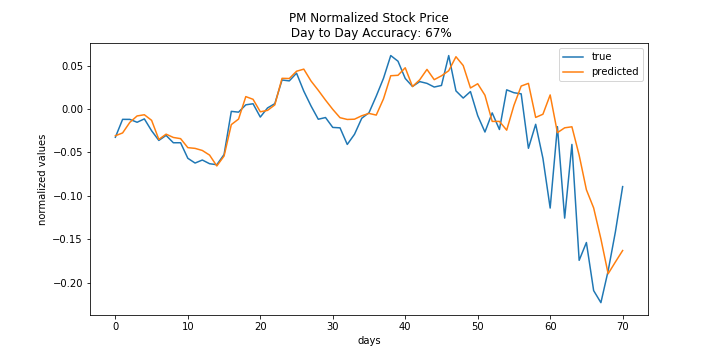 PM Normalized Stock Price
Day to Day Accuracy: 67%
true
predicted
normalized values
0.05
0.00
−0.05
−0.10
−0.15
−0.20
0 10 20 30 40 50 60 70
days